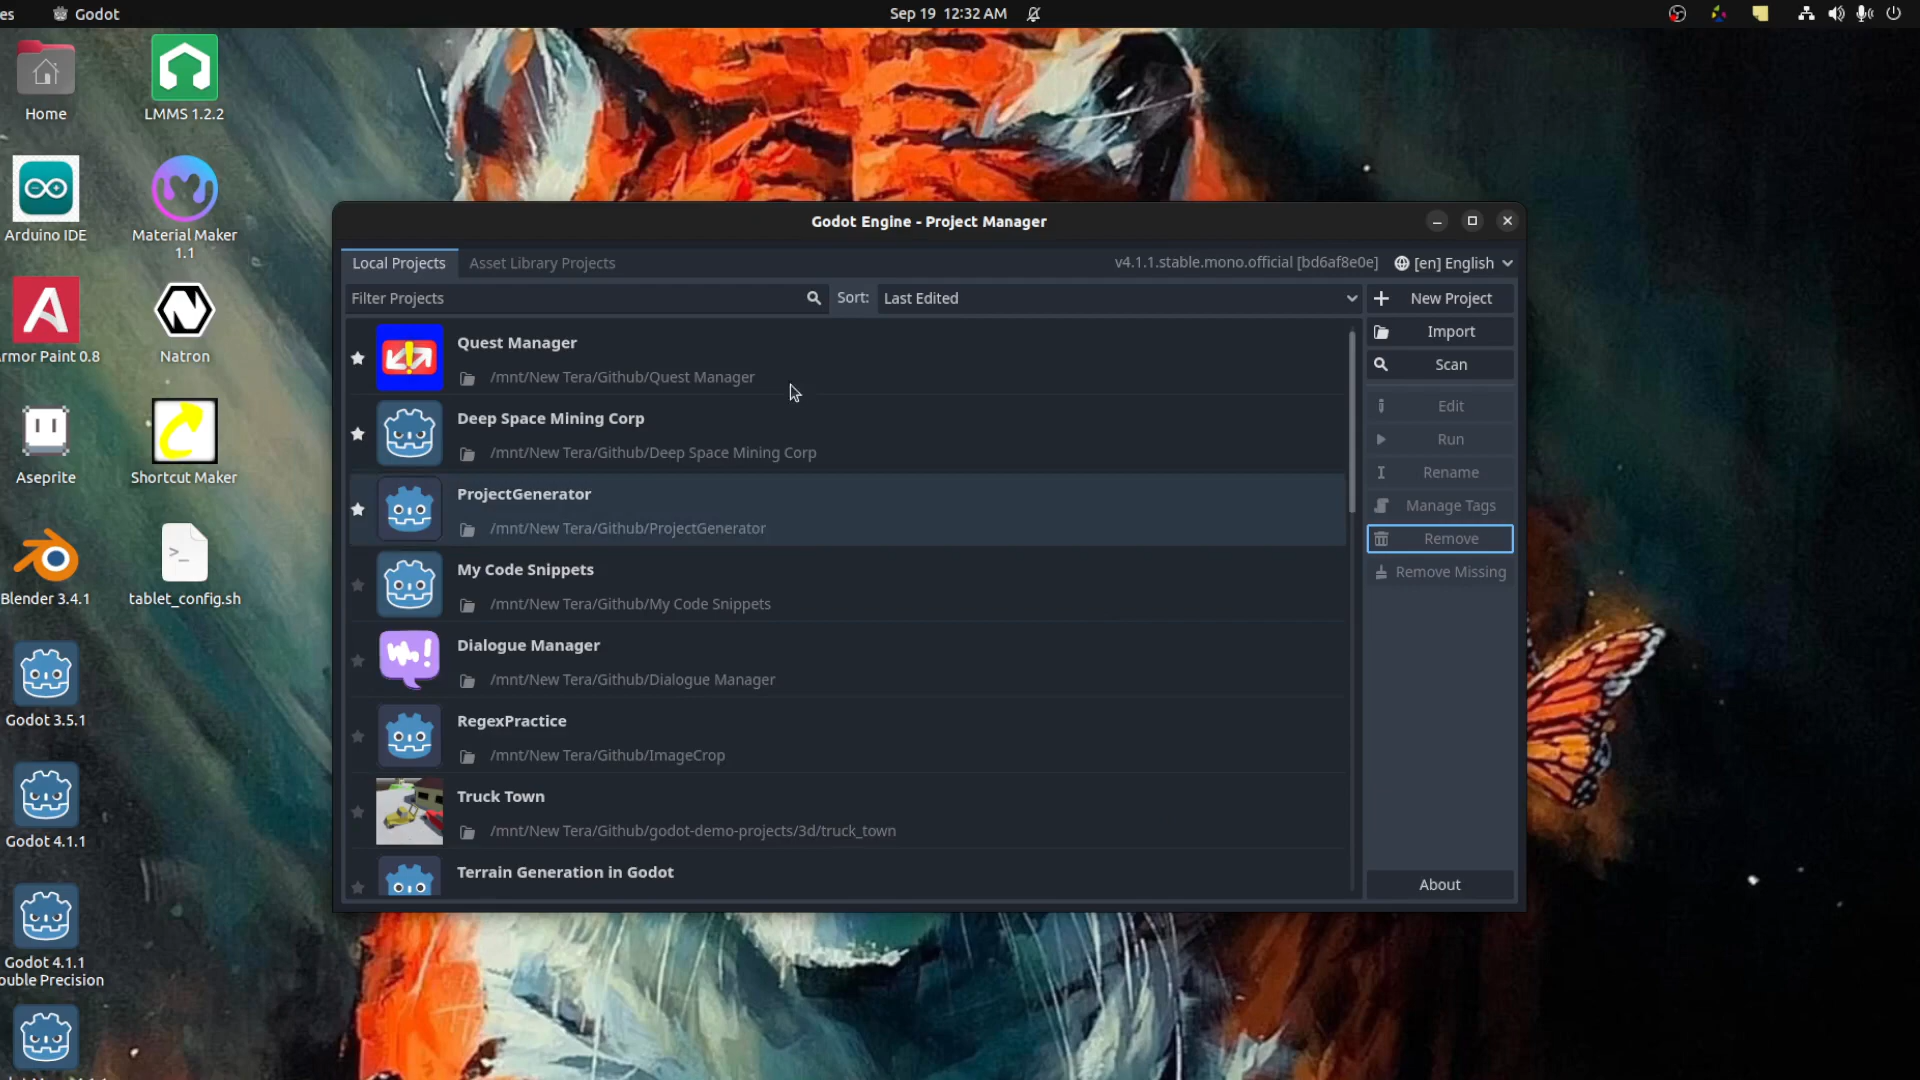 es
Godot
Sep 19 12:32 AM
Home
LMMS 1.2.2
Arduino IDE
Material Maker
1.1
rmor Paint 0.8
Natron
Aseprite
Shortcut Maker
Blender 3.4.1
tablet_config.sh
Godot 3.5.1
Godot 4.1.1
Godot 4.1.1
ouble Precision
Godot Engine - Project Manager
Local Projects
Asset Library Projects
v4.1.1.stable.mono.official [bd6af8e0e]
[en] English
Filter Projects
Sort:
Last Edited
Quest Manager
/mnt/New Tera/Github/Quest Manager
Deep Space Mining Corp
/mnt/New Tera/Github/Deep Space Mining Corp
ProjectGenerator
/mnt/New Tera/Github/ProjectGenerator
My Code Snippets
/mnt/New Tera/Github/My Code Snippets
Dialogue Manager
/mnt/New Tera/Github/Dialogue Manager
RegexPractice
/mnt/New Tera/Github/ImageCrop
Truck Town
/mnt/New Tera/Github/godot-demo-projects/3d/truck_town
Terrain Generation in Godot
New Project
Import
Scan
Edit
Run
Rename
Manage Tags
Remove
Remove Missing
About